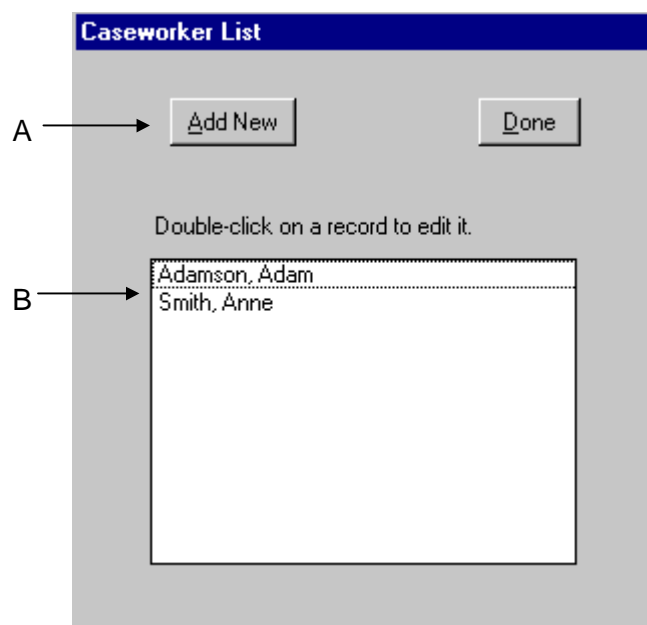 Caseworker List
A
Add New
Done
Double-click on a record to edit it.
B
Adamson, Adam
Smith, Anne